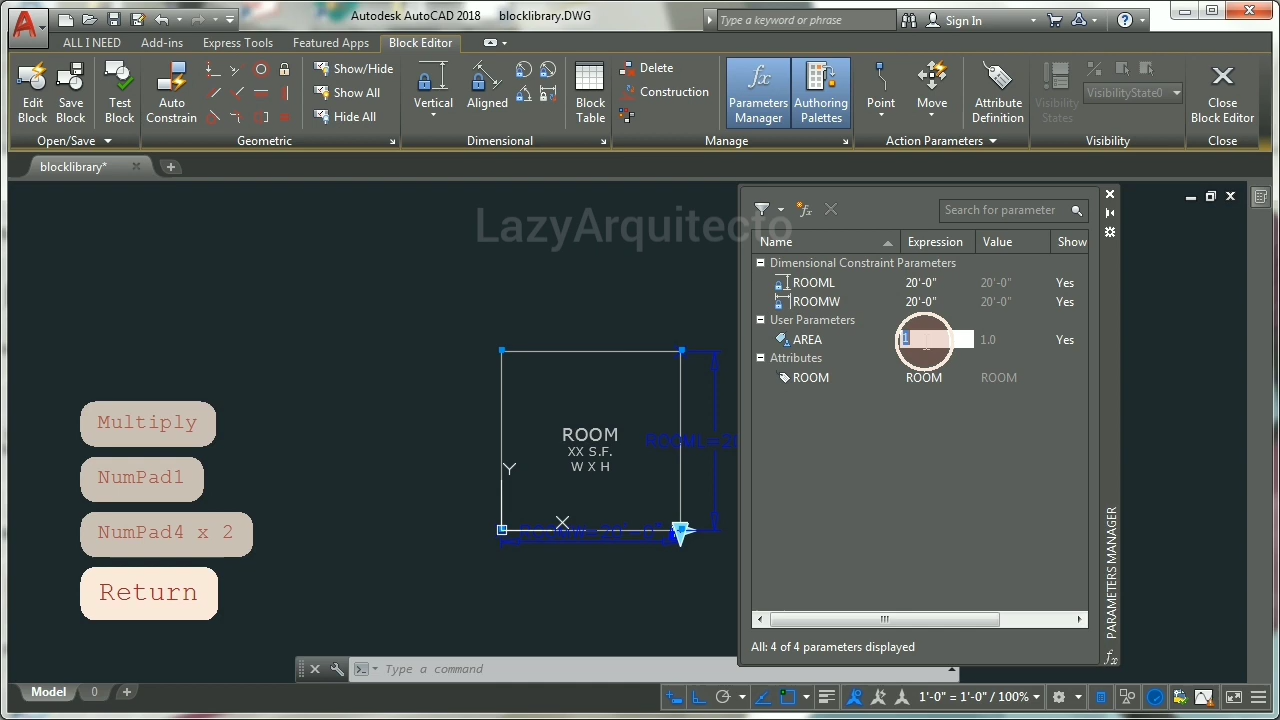 Autodesk AutoCAD 2018 blocklibrary.DWG
Type a keyword or phrase
Sign In
ALL I NEED
Add-ins
Express Tools
Featured Apps
Block Editor
Edit
Block
Save
Block
Test
Block
Auto
Constrain
Show/Hide
Show All
Hide All
Vertical
Aligned
Block
Table
Delete
Construction
Parameters
Manager
Authoring
Palettes
Point
Move
Attribute
Definition
Visibility
States
VisibilityState0
Close
Block Editor
Open/Save
Geometric
Dimensional
Manage
Action Parameters
Visibility
Close
blocklibrary*
LazyArquitecto
Search for parameter
Name Expression Value Show
Dimensional Constraint Parameters
ROOML 20'-0" 20'-0" Yes
ROOMW 20'-0" 20'-0" Yes
User Parameters
AREA 1 1.0 Yes
Attributes
ROOM ROOM ROOM
All: 4 of 4 parameters displayed
PARAMETERS MANAGER
ROOM
XX S.F.
W X H
Y
X
Multiply
NumPad1
NumPad4 x 2
Return
Type a command
Model
0
1'-0" = 1'-0" / 100%